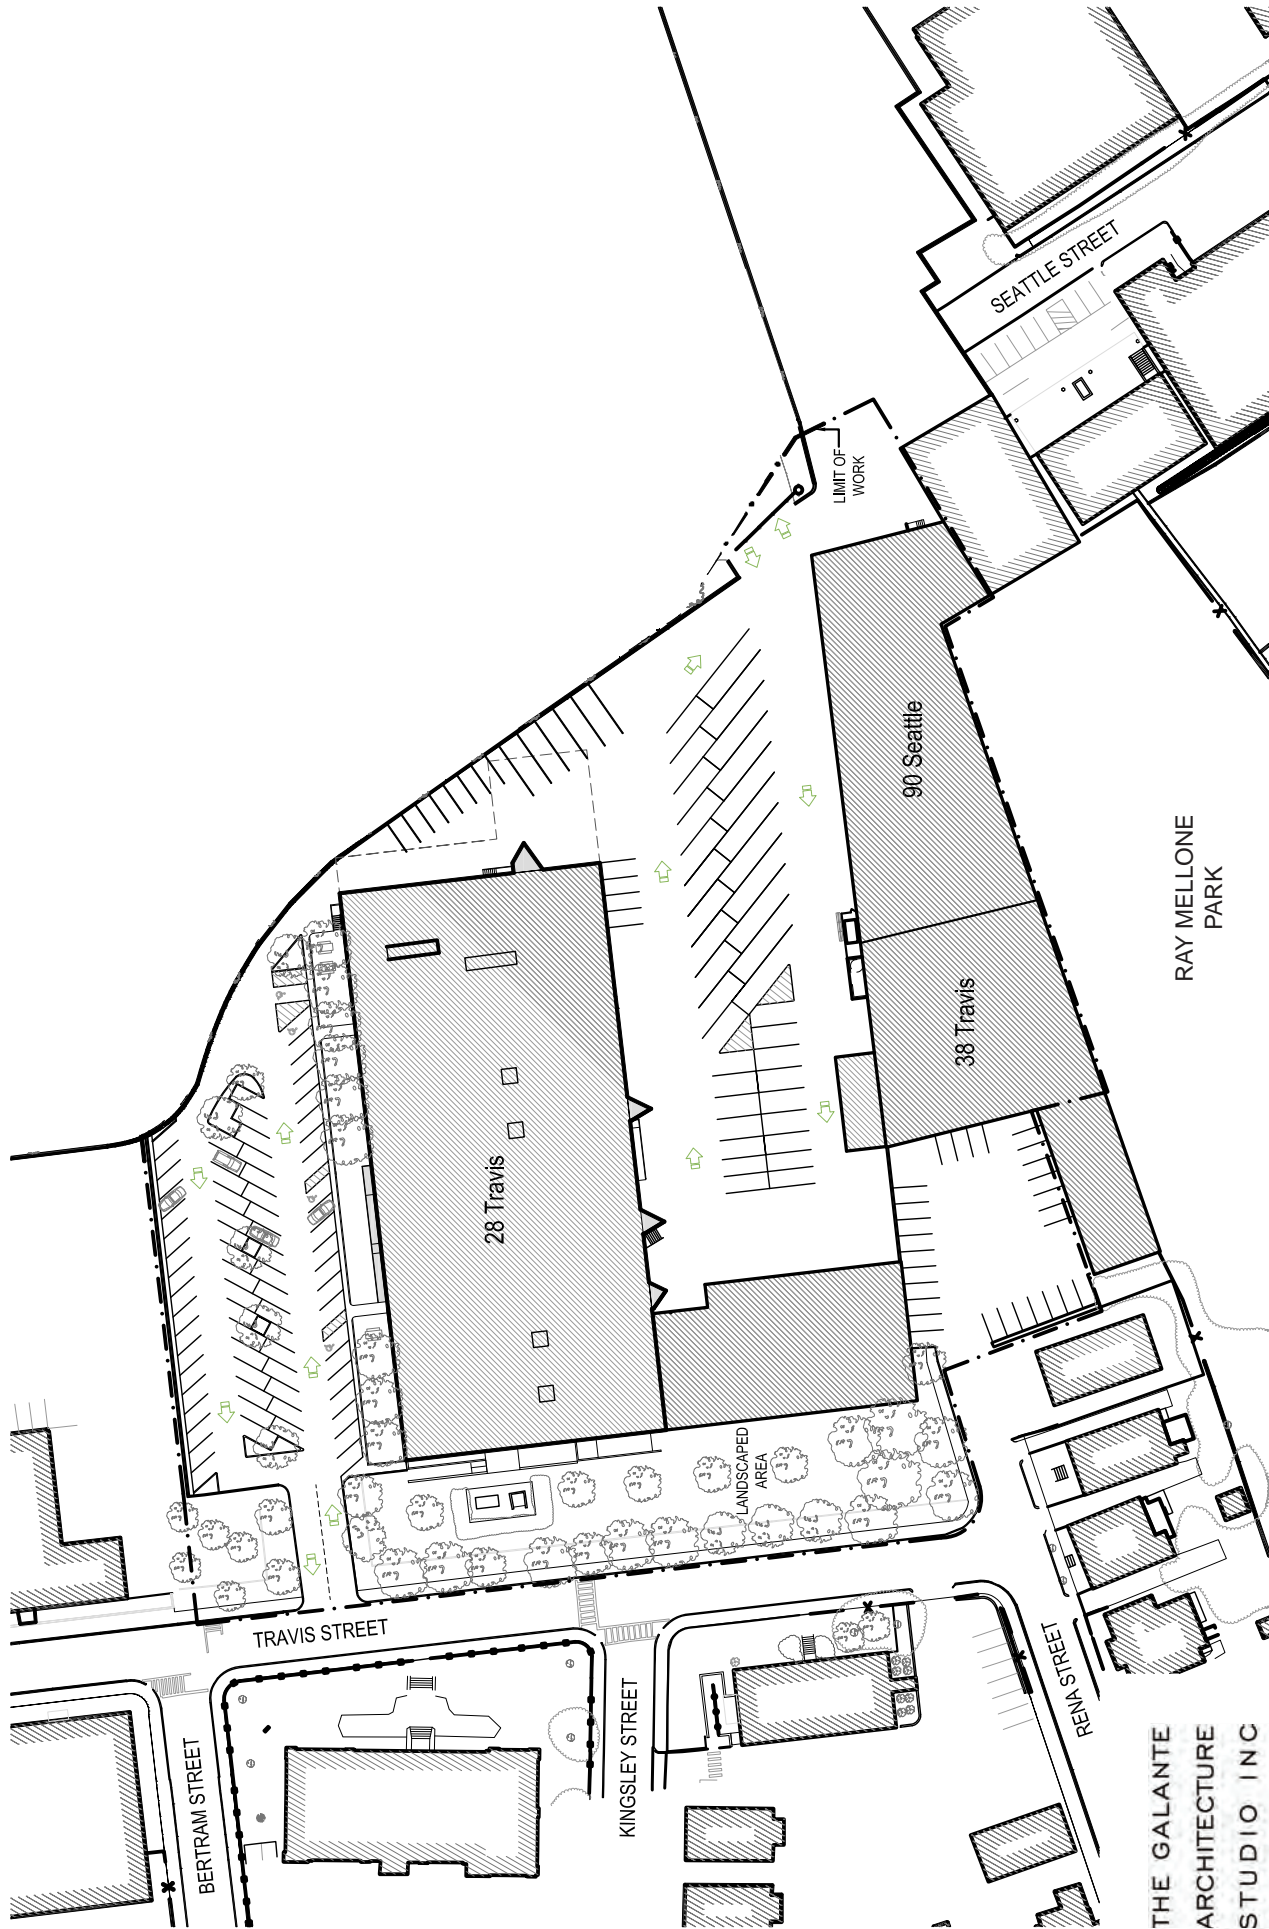 SEATTLE STREET
LIMIT OF
WORK
90 Seattle
38 Travis
28 Travis
RAY MELLONE
PARK
LANDSCAPED
AREA
TRAVIS STREET
BERTRAM STREET
KINGSLEY STREET
RENA STREET
THE GALANTE
ARCHITECTURE
STUDIO INC